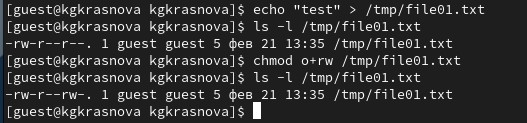 [guest@kgkrasnova kgkrasnova]$ echo "test" > /tmp/file01.txt
[guest@kgkrasnova kgkrasnova]$ ls -l /tmp/file01.txt
-rw-r--r--. 1 guest guest 5 фев 21 13:35 /tmp/file01.txt
[guest@kgkrasnova kgkrasnova]$ chmod o+rw /tmp/file01.txt
[guest@kgkrasnova kgkrasnova]$ ls -l /tmp/file01.txt
-rw-r--rw-. 1 guest guest 5 фев 21 13:35 /tmp/file01.txt
[guest@kgkrasnova kgkrasnova]$